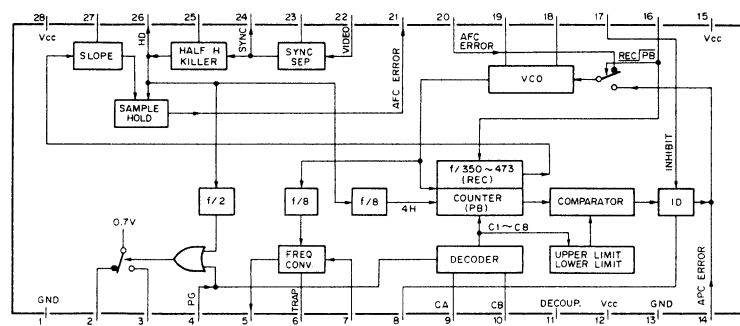 28 27 26 25 24 23 22 21 20 19 18 17 16 15
Vcc HD SYNC VIDEO AFC ERROR AFC ERROR Vcc
SLOPE
HALF H
KILLER
SYNC
SEP
REC PB
VCO
SAMPLE
HOLD
f/350~473
(REC)
INHIBIT
f/2
f/8
f/8
4H
COUNTER
(PB)
COMPARATOR
ID
0.7V
C1~C8
FREQ
CONV.
DECODER
UPPER LIMIT
LOWER LIMIT
APC ERROR
GND PG TRAP CA CB DECOUP. Vcc GND
1 2 3 4 5 6 7 8 9 10 11 12 13 14